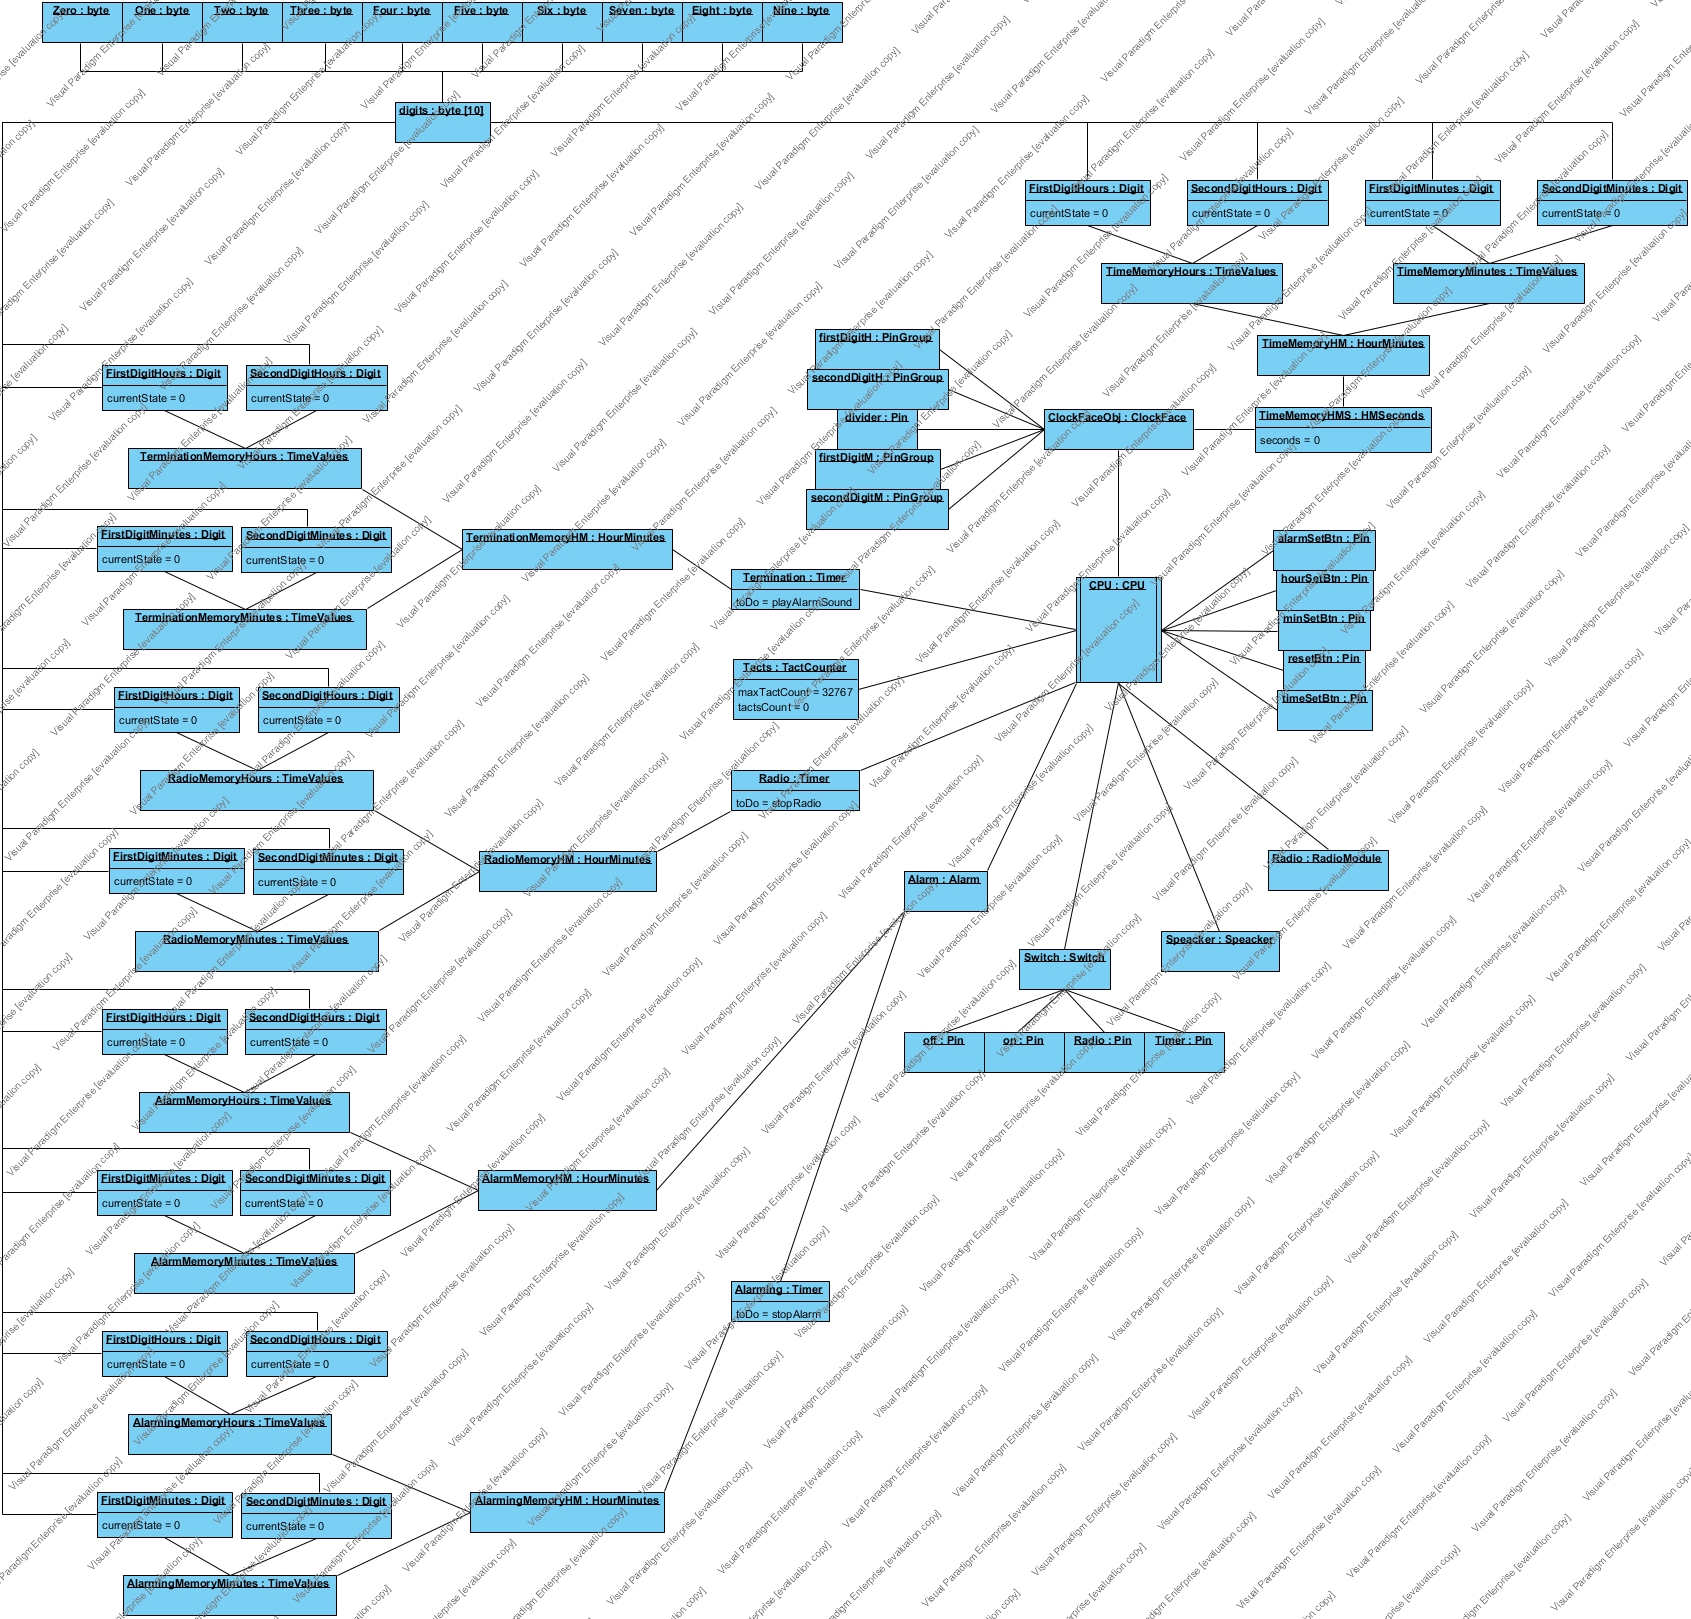 Zero : byte
One : byte
Two : byte
Three : byte
Four : byte
Five : byte
Six : byte
Seven : byte
Eight : byte
Nine : byte
digits : byte [10]
FirstDigitHours : Digit
currentState = 0
SecondDigitHours : Digit
currentState = 0
FirstDigitMinutes : Digit
currentState = 0
SecondDigitMinutes : Digit
currentState = 0
TimeMemoryHours : TimeValues
TimeMemoryMinutes : TimeValues
TimeMemoryHM : HourMinutes
TimeMemoryHMS : HMSeconds
seconds = 0
firstDigitH : PinGroup
secondDigitH : PinGroup
divider : Pin
firstDigitM : PinGroup
secondDigitM : PinGroup
ClockFaceObj : ClockFace
FirstDigitHours : Digit
currentState = 0
SecondDigitHours : Digit
currentState = 0
TerminationMemoryHours : TimeValues
FirstDigitMinutes : Digit
currentState = 0
SecondDigitMinutes : Digit
currentState = 0
TerminationMemoryMinutes : TimeValues
TerminationMemoryHM : HourMinutes
Termination : Timer
toDo = playAlarmSound
CPU : CPU
alarmSetBtn : Pin
hourSetBtn : Pin
minSetBtn : Pin
resetBtn : Pin
timeSetBtn : Pin
Tacts : TactCounter
maxTactCount = 32767
tactsCount = 0
FirstDigitHours : Digit
currentState = 0
SecondDigitHours : Digit
currentState = 0
RadioMemoryHours : TimeValues
Radio : Timer
toDo = stopRadio
FirstDigitMinutes : Digit
currentState = 0
SecondDigitMinutes : Digit
currentState = 0
RadioMemoryMinutes : TimeValues
RadioMemoryHM : HourMinutes
Radio : RadioModule
Alarm : Alarm
Speacker : Speacker
Switch : Switch
off : Pin
on : Pin
Radio : Pin
Timer : Pin
FirstDigitHours : Digit
currentState = 0
SecondDigitHours : Digit
currentState = 0
AlarmMemoryHours : TimeValues
FirstDigitMinutes : Digit
currentState = 0
SecondDigitMinutes : Digit
currentState = 0
AlarmMemoryMinutes : TimeValues
AlarmMemoryHM : HourMinutes
Alarming : Timer
toDo = stopAlarm
FirstDigitHours : Digit
currentState = 0
SecondDigitHours : Digit
currentState = 0
AlarmingMemoryHours : TimeValues
FirstDigitMinutes : Digit
currentState = 0
SecondDigitMinutes : Digit
currentState = 0
AlarmingMemoryMinutes : TimeValues
AlarmingMemoryHM : HourMinutes
Visual Paradigm Enterprise [evaluation copy]